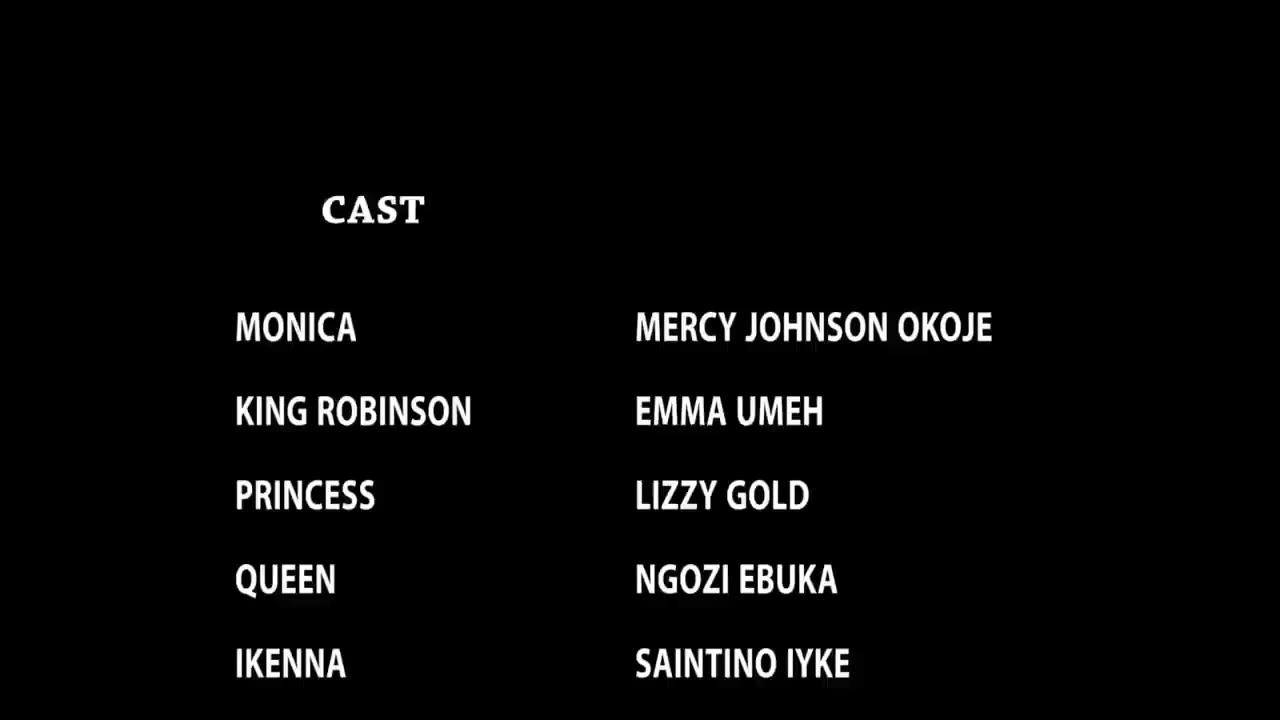 CAST
MONICA MERCY JOHNSON OKOJE
KING ROBINSON EMMA UMEH
PRINCESS LIZZY GOLD
QUEEN NGOZI EBUKA
IKENNA SAINTINO IYKE